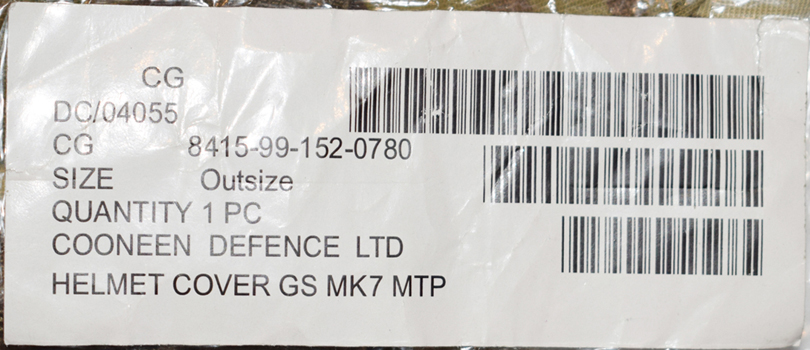 CG
DC/04055
CG 8415-99-152-0780
SIZE Outsize
QUANTITY 1 PC
COONEEN DEFENCE LTD
HELMET COVER GS MK7 MTP